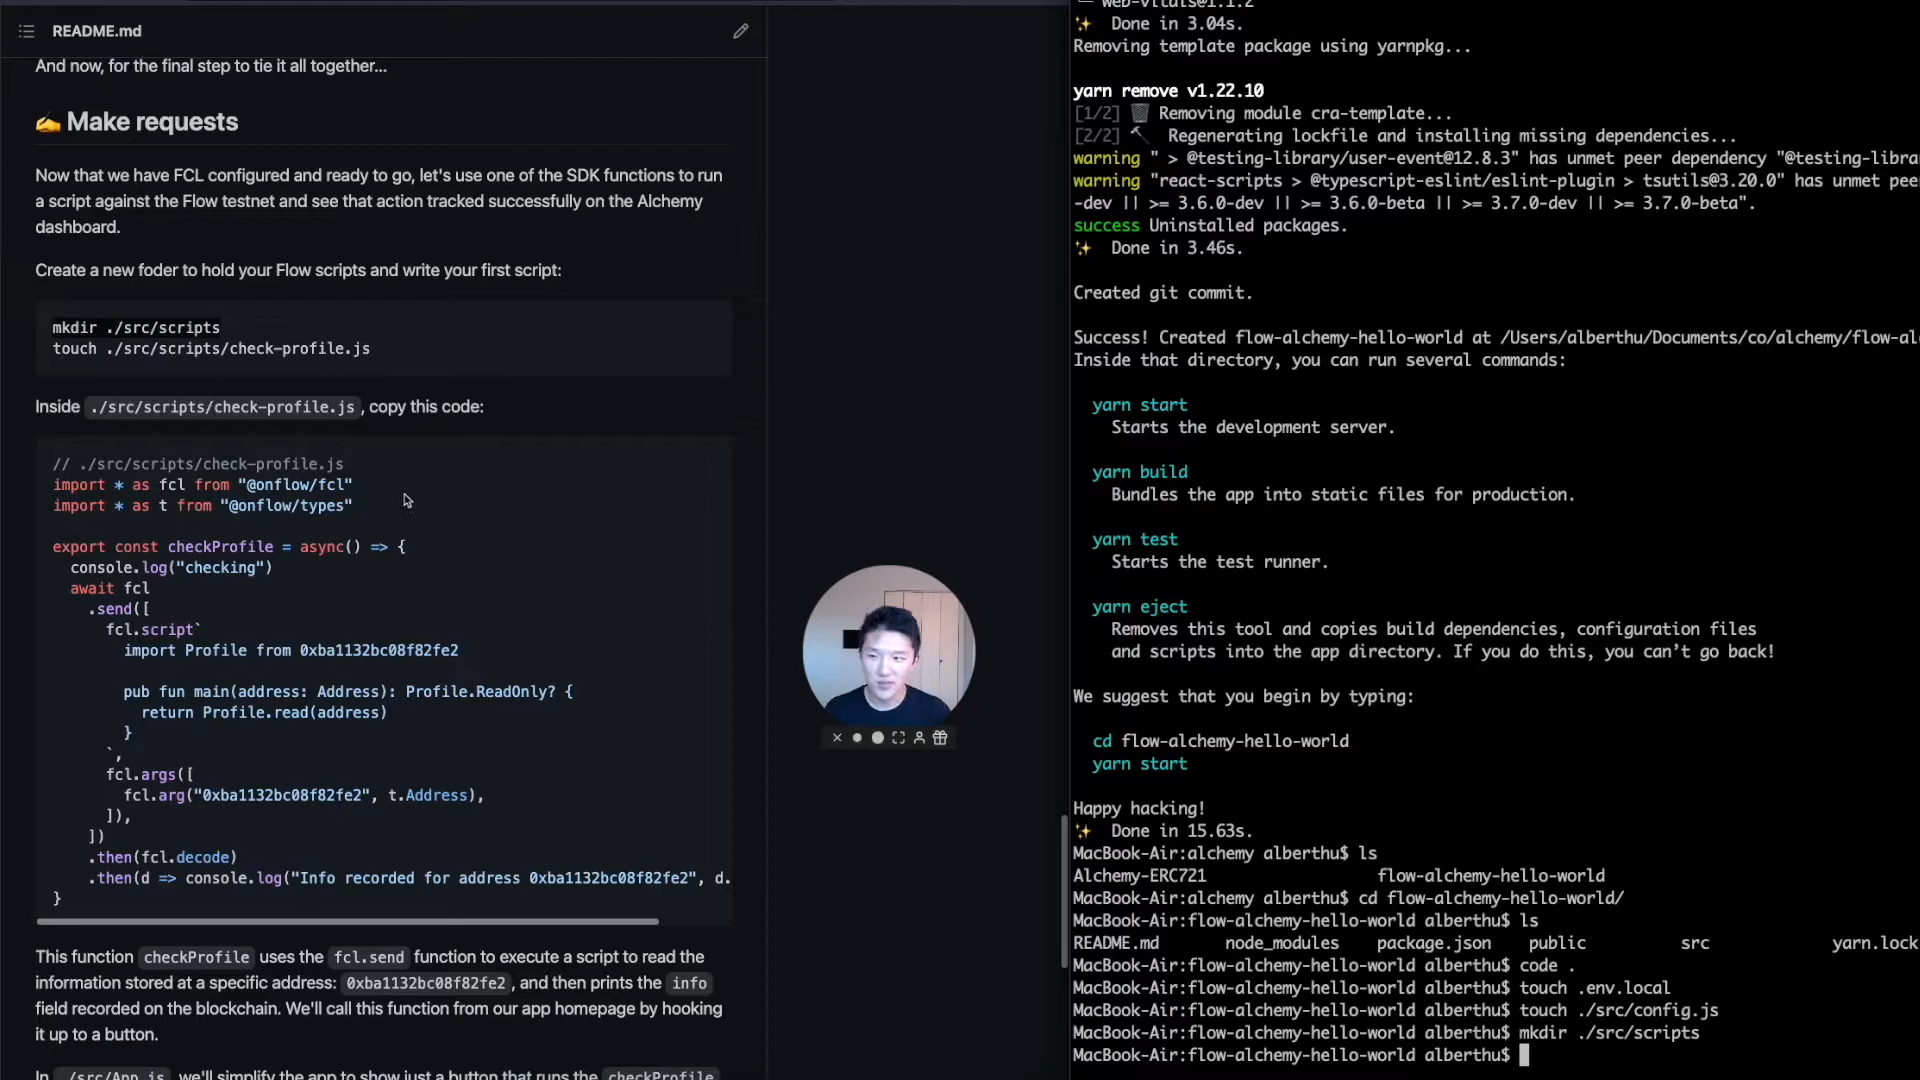 README.md
And now, for the final step to tie it all together...
✍️ Make requests
Now that we have FCL configured and ready to go, let's use one of the SDK functions to run
a script against the Flow testnet and see that action tracked successfully on the Alchemy
dashboard.
Create a new foder to hold your Flow scripts and write your first script:
mkdir ./src/scripts
touch ./src/scripts/check-profile.js
Inside ./src/scripts/check-profile.js, copy this code:
// ./src/scripts/check-profile.js
import * as fcl from "@onflow/fcl"
import * as t from "@onflow/types"
export const checkProfile = async() => {
console.log("checking")
await fcl
.send([
fcl.script`
import Profile from 0xba1132bc08f82fe2
pub fun main(address: Address): Profile.ReadOnly? {
return Profile.read(address)
}
`,
fcl.args([
fcl.arg("0xba1132bc08f82fe2", t.Address),
]),
])
.then(fcl.decode)
.then(d => console.log("Info recorded for address 0xba1132bc08f82fe2", d.
}
This function checkProfile uses the fcl.send function to execute a script to read the
information stored at a specific address: 0xba1132bc08f82fe2, and then prints the info
field recorded on the blockchain. We'll call this function from our app homepage by hooking
it up to a button.
In ./src/App.js, we'll simplify the app to show just a button that runs the checkProfile
└─ web-vitals@1.1.2
✨ Done in 3.04s.
Removing template package using yarnpkg...
yarn remove v1.22.10
[1/2] 🗑 Removing module cra-template...
[2/2] 🔨 Regenerating lockfile and installing missing dependencies...
warning " > @testing-library/user-event@12.8.3" has unmet peer dependency "@testing-libra
warning "react-scripts > @typescript-eslint/eslint-plugin > tsutils@3.20.0" has unmet peer
-dev || >= 3.6.0-dev || >= 3.6.0-beta || >= 3.7.0-dev || >= 3.7.0-beta".
success Uninstalled packages.
✨ Done in 3.46s.
Created git commit.
Success! Created flow-alchemy-hello-world at /Users/alberthu/Documents/co/alchemy/flow-al
Inside that directory, you can run several commands:
yarn start
Starts the development server.
yarn build
Bundles the app into static files for production.
yarn test
Starts the test runner.
yarn eject
Removes this tool and copies build dependencies, configuration files
and scripts into the app directory. If you do this, you can’t go back!
We suggest that you begin by typing:
cd flow-alchemy-hello-world
yarn start
Happy hacking!
✨ Done in 15.63s.
MacBook-Air:alchemy alberthu$ ls
Alchemy-ERC721 flow-alchemy-hello-world
MacBook-Air:alchemy alberthu$ cd flow-alchemy-hello-world/
MacBook-Air:flow-alchemy-hello-world alberthu$ ls
README.md node_modules package.json public src yarn.lock
MacBook-Air:flow-alchemy-hello-world alberthu$ code .
MacBook-Air:flow-alchemy-hello-world alberthu$ touch .env.local
MacBook-Air:flow-alchemy-hello-world alberthu$ touch ./src/config.js
MacBook-Air:flow-alchemy-hello-world alberthu$ mkdir ./src/scripts
MacBook-Air:flow-alchemy-hello-world alberthu$